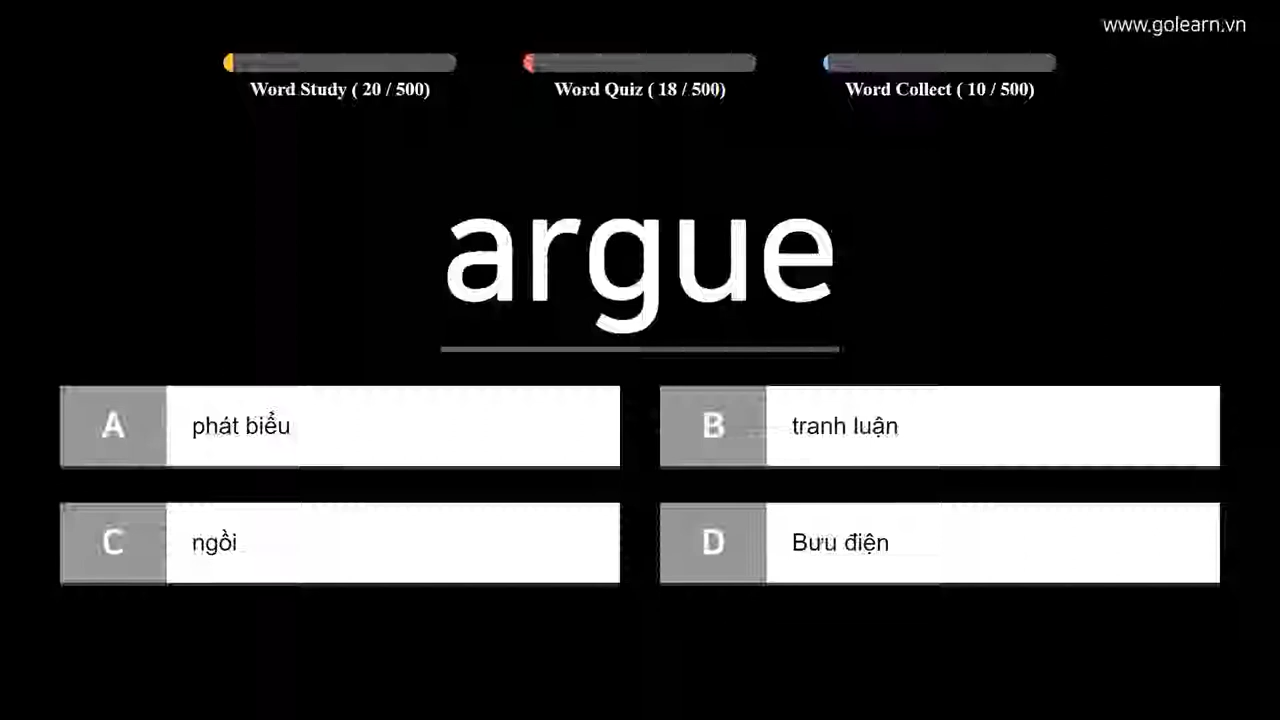 www.golearn.vn
Word Study ( 20 / 500)
Word Quiz ( 18 / 500)
Word Collect ( 10 / 500)
argue
A phát biểu
B tranh luận
C ngồi
D Bưu điện